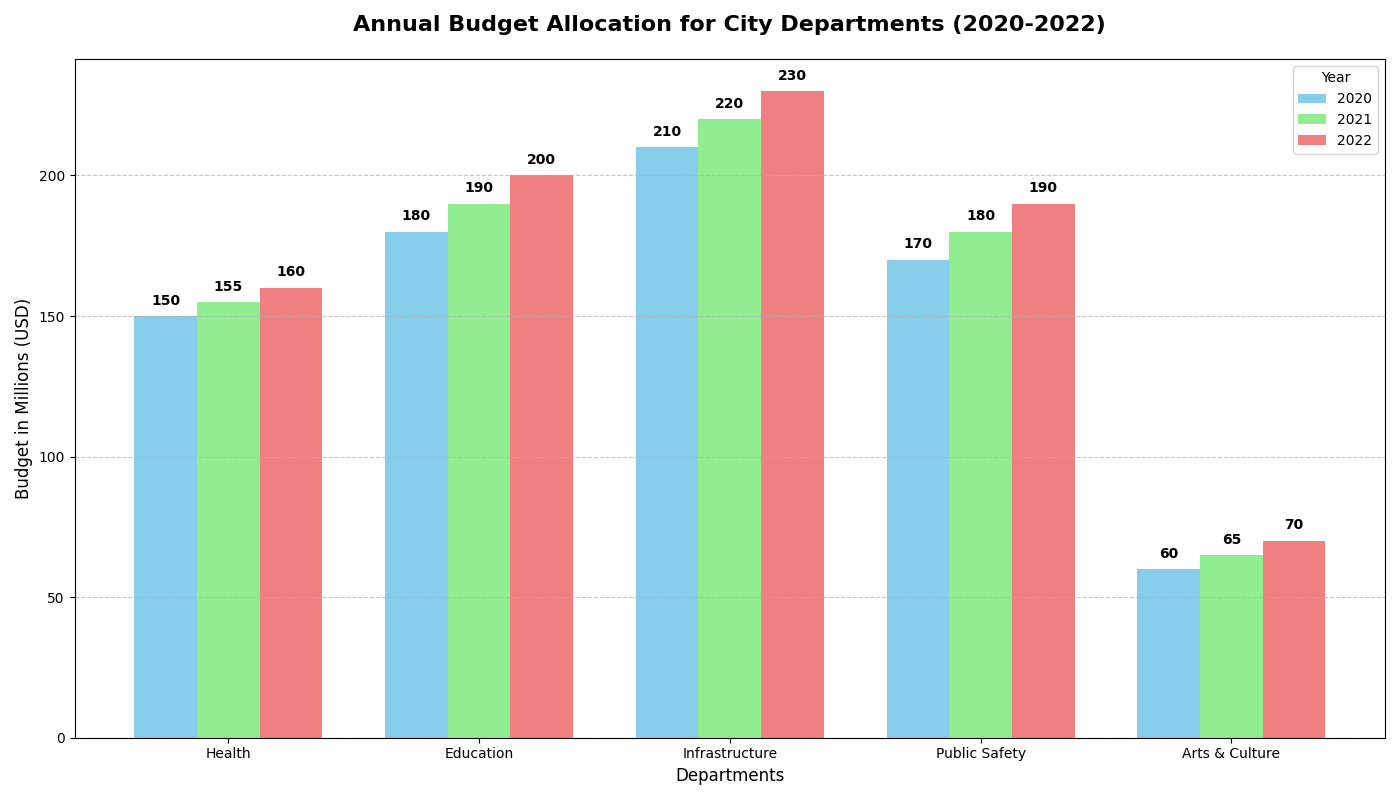 Annual Budget Allocation for City Departments (2020-2022)
Budget in Millions (USD)
200
150
100
50
0
150
155
160
180
190
200
210
220
230
170
180
190
60
65
70
Year
2020
2021
2022
Health
Education
Infrastructure
Public Safety
Arts & Culture
Departments